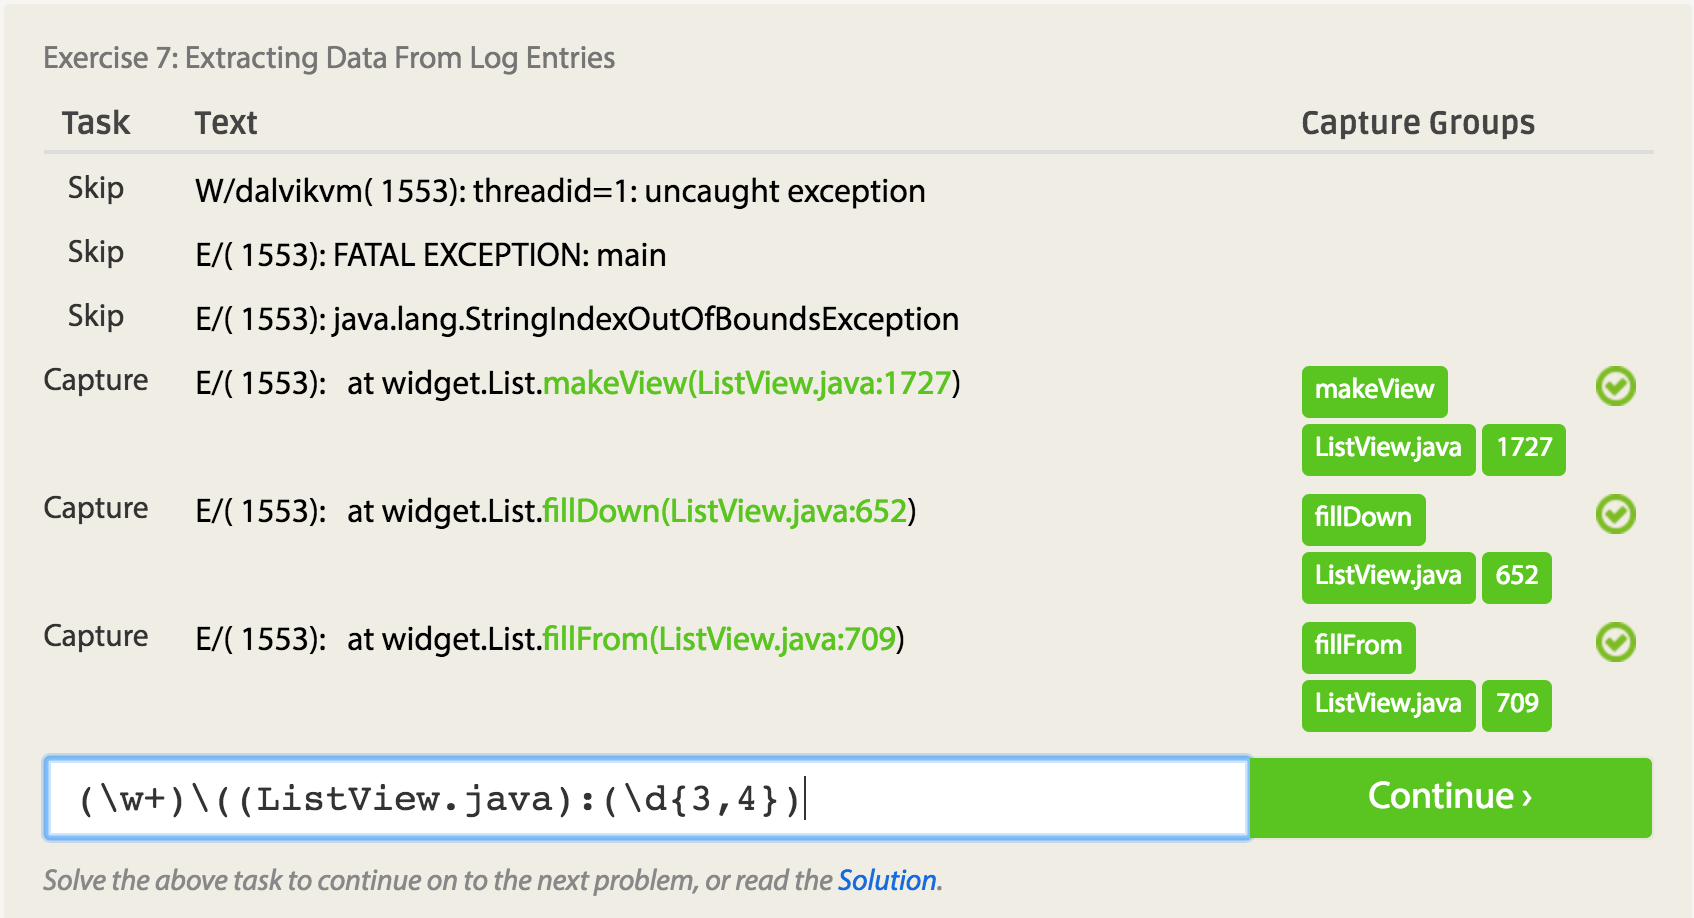 Exercise 7: Extracting Data From Log Entries
Task Text Capture Groups
Skip W/dalvikvm( 1553): threadid=1: uncaught exception
Skip E/( 1553): FATAL EXCEPTION: main
Skip E/( 1553): java.lang.StringIndexOutOfBoundsException
Capture E/( 1553):   at widget.List.makeView(ListView.java:1727) makeView
ListView.java 1727
Capture E/( 1553):   at widget.List.fillDown(ListView.java:652) fillDown
ListView.java 652
Capture E/( 1553):   at widget.List.fillFrom(ListView.java:709) fillFrom
ListView.java 709
(\w+)\((ListView.java):(\d{3,4}) Continue ›
Solve the above task to continue on to the next problem, or read the Solution.